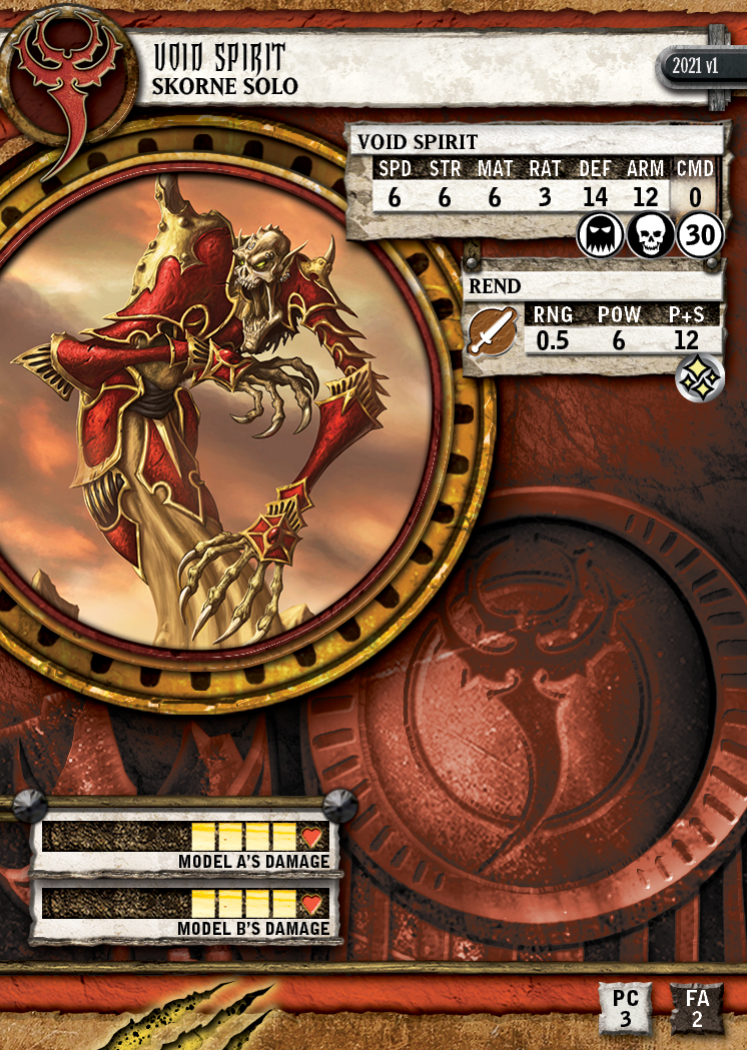 VOID SPIRIT
SKORNE SOLO
2021 v1
VOID SPIRIT
SPD STR MAT RAT DEF ARM CMD
6 6 6 3 14 12 0
30
REND
RNG POW P+S
0.5 6 12
MODEL A'S DAMAGE
MODEL B'S DAMAGE
PC FA
3 2